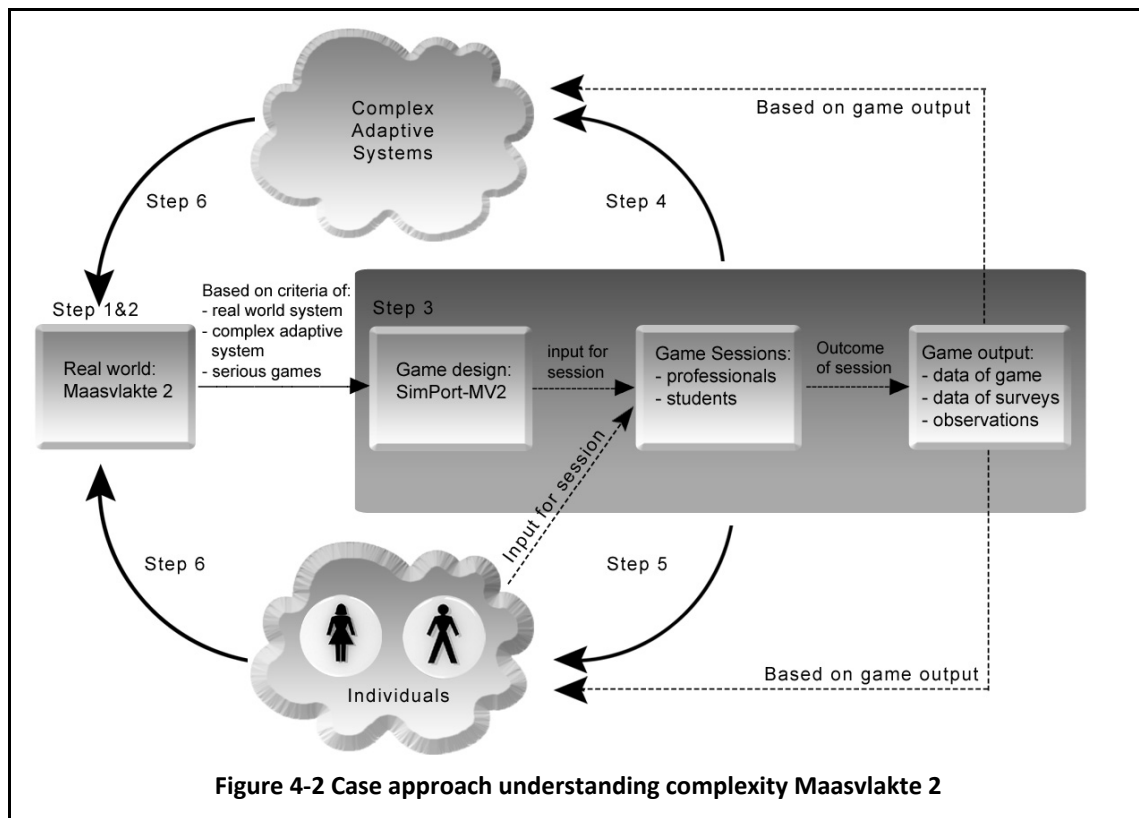 Complex
Adaptive
Systems
Based on game output
Step 6
Step 4
Step 1&2
Real world:
Maasvlakte 2
Based on criteria of:
- real world system
- complex adaptive
system
- serious games
Step 3
Game design:
SimPort-MV2
input for
session
Game Sessions:
- professionals
- students
Outcome
of session
Game output:
- data of game
- data of surveys
- observations
Input for session
Step 6
Step 5
Individuals
Based on game output
Figure 4-2 Case approach understanding complexity Maasvlakte 2